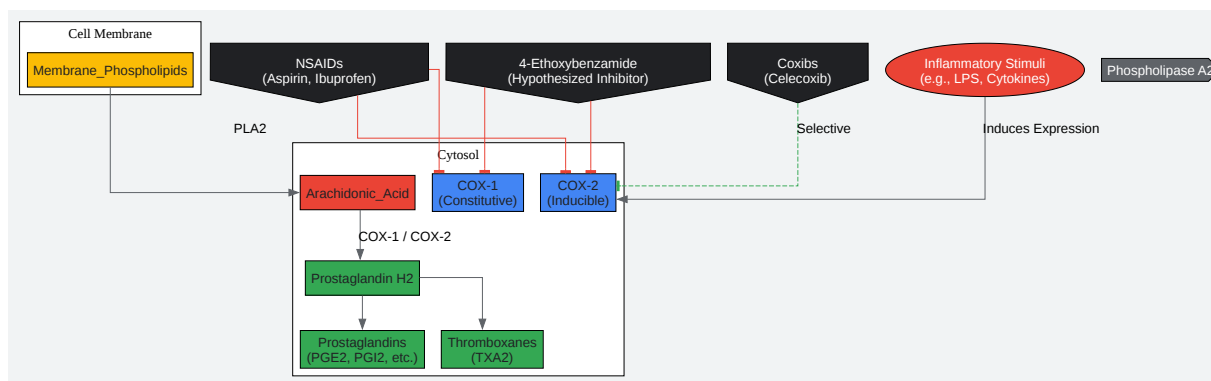 Cell Membrane
Membrane_Phospholipids
NSAIDs
(Aspirin, Ibuprofen)
4-Ethoxybenzamide
(Hypothesized Inhibitor)
Coxibs
(Celecoxib)
Inflammatory Stimuli
(e.g., LPS, Cytokines)
Phospholipase A2
PLA2
Selective
Induces Expression
Cytosol
Arachidonic_Acid
COX-1
(Constitutive)
COX-2
(Inducible)
COX-1 / COX-2
Prostaglandin H2
Prostaglandins
(PGE2, PGI2, etc.)
Thromboxanes
(TXA2)